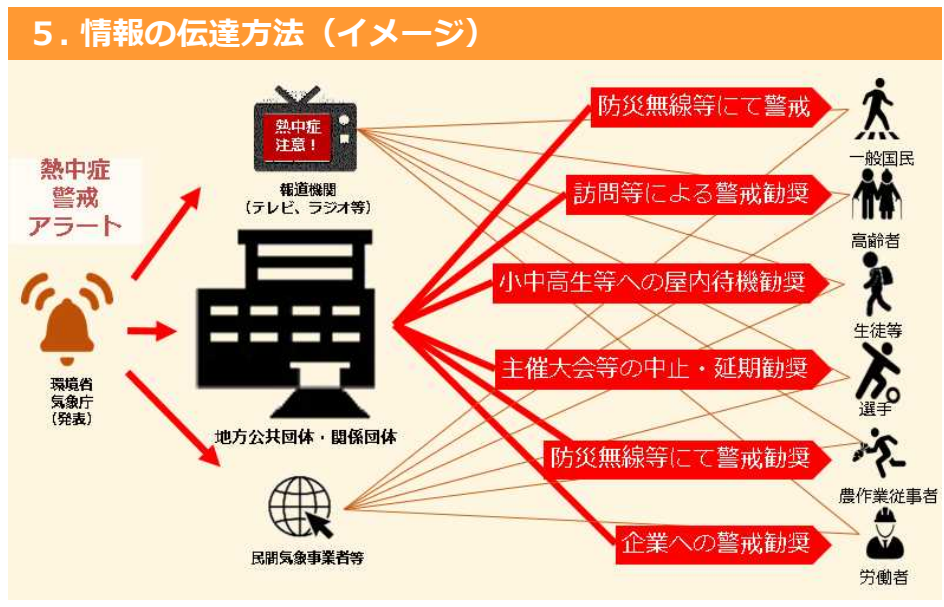 ５．情報の伝達方法（イメージ）
熱中症
警戒
アラート
環境省
気象庁
（発表）
熱中症
注意！
報道機関
（テレビ、ラジオ等）
地方公共団体・関係団体
民間気象事業者等
防災無線等にて警戒
訪問等による警戒勧奨
小中高生等への屋内待機勧奨
主催大会等の中止・延期勧奨
防災無線等にて警戒勧奨
企業への警戒勧奨
一般国民
高齢者
生徒等
選手
農作業従事者
労働者